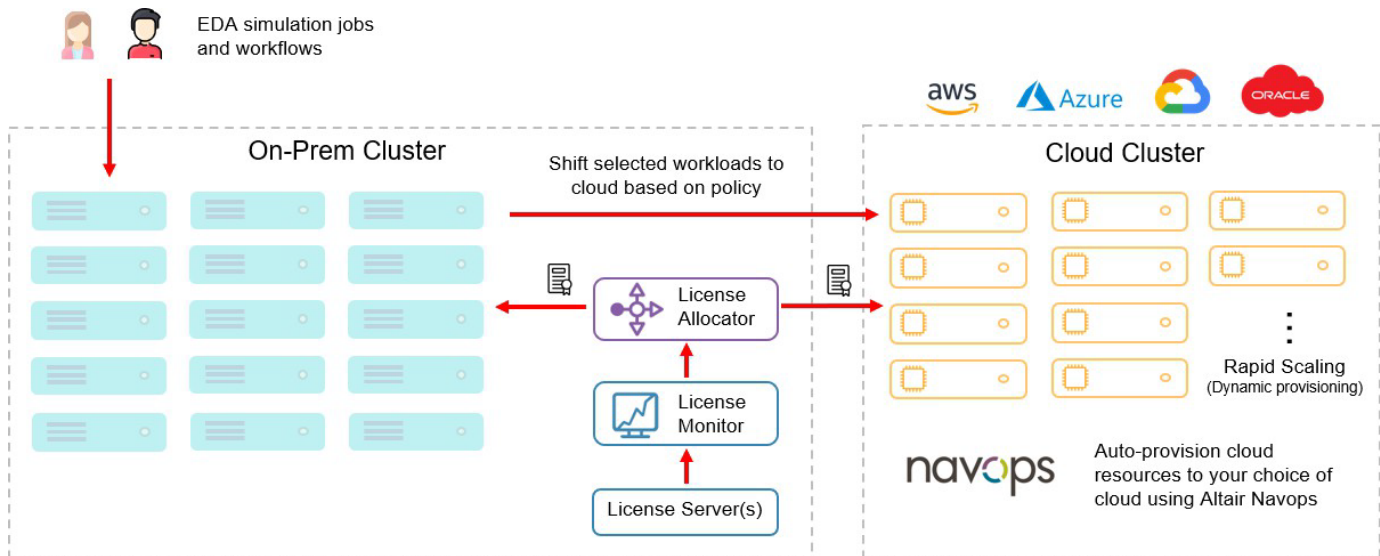 EDA simulation jobs
and workflows
aws
Azure
ORACLE
On-Prem Cluster
Shift selected workloads to
cloud based on policy
Cloud Cluster
License
Allocator
License
Monitor
License Server(s)
Rapid Scaling
(Dynamic provisioning)
navops
Auto-provision cloud
resources to your choice of
cloud using Altair Navops